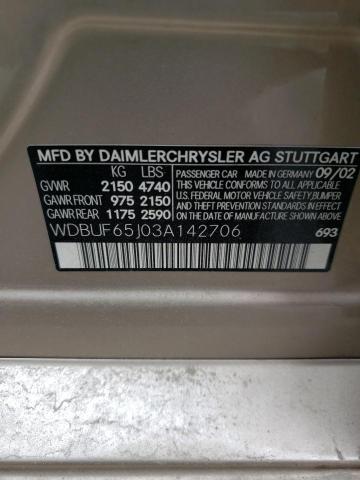 MFD BY DAIMLERCHRYSLER AG STUTTGART
KG LBS PASSENGER CAR MADE IN GERMANY 09/02
GVWR 2150 4740 THIS VEHICLE CONFORMS TO ALL APPLICABLE
GAWR FRONT 975 2150 U.S. FEDERAL MOTOR VEHICLE SAFETY, BUMPER,
GAWR REAR 1175 2590 AND THEFT PREVENTION STANDARDS IN EFFECT ON THE DATE OF MANUFACTURE SHOWN ABOVE.
WDBUF65J03A142706 693